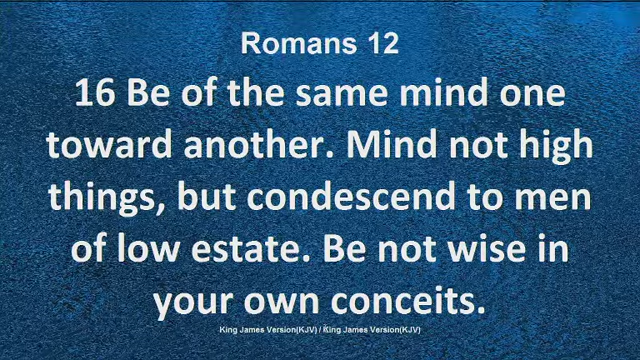 Romans 12
16 Be of the same mind one
toward another. Mind not high
things, but condescend to men
of low estate. Be not wise in
your own conceits.
King James Version(KJV) / King James Version(KJV)